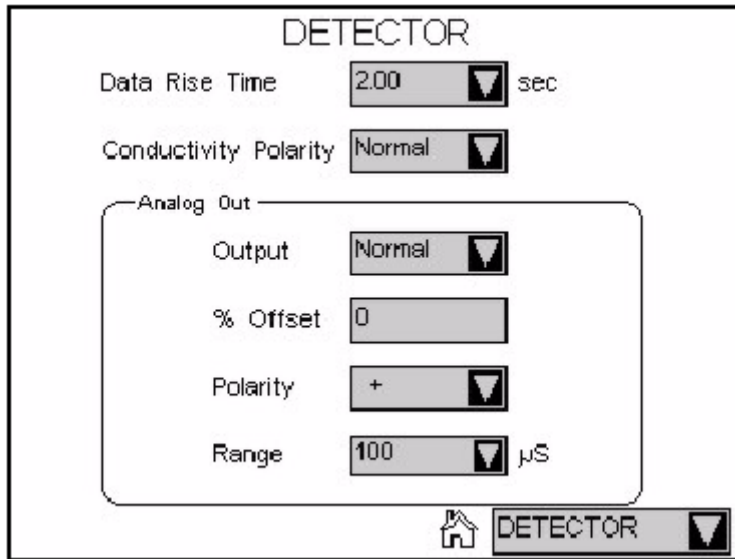 DETECTOR
Data Rise Time 2.00 sec
Conductivity Polarity Normal
Analog Out
Output Normal
% Offset 0
Polarity +
Range 100 µS
DETECTOR